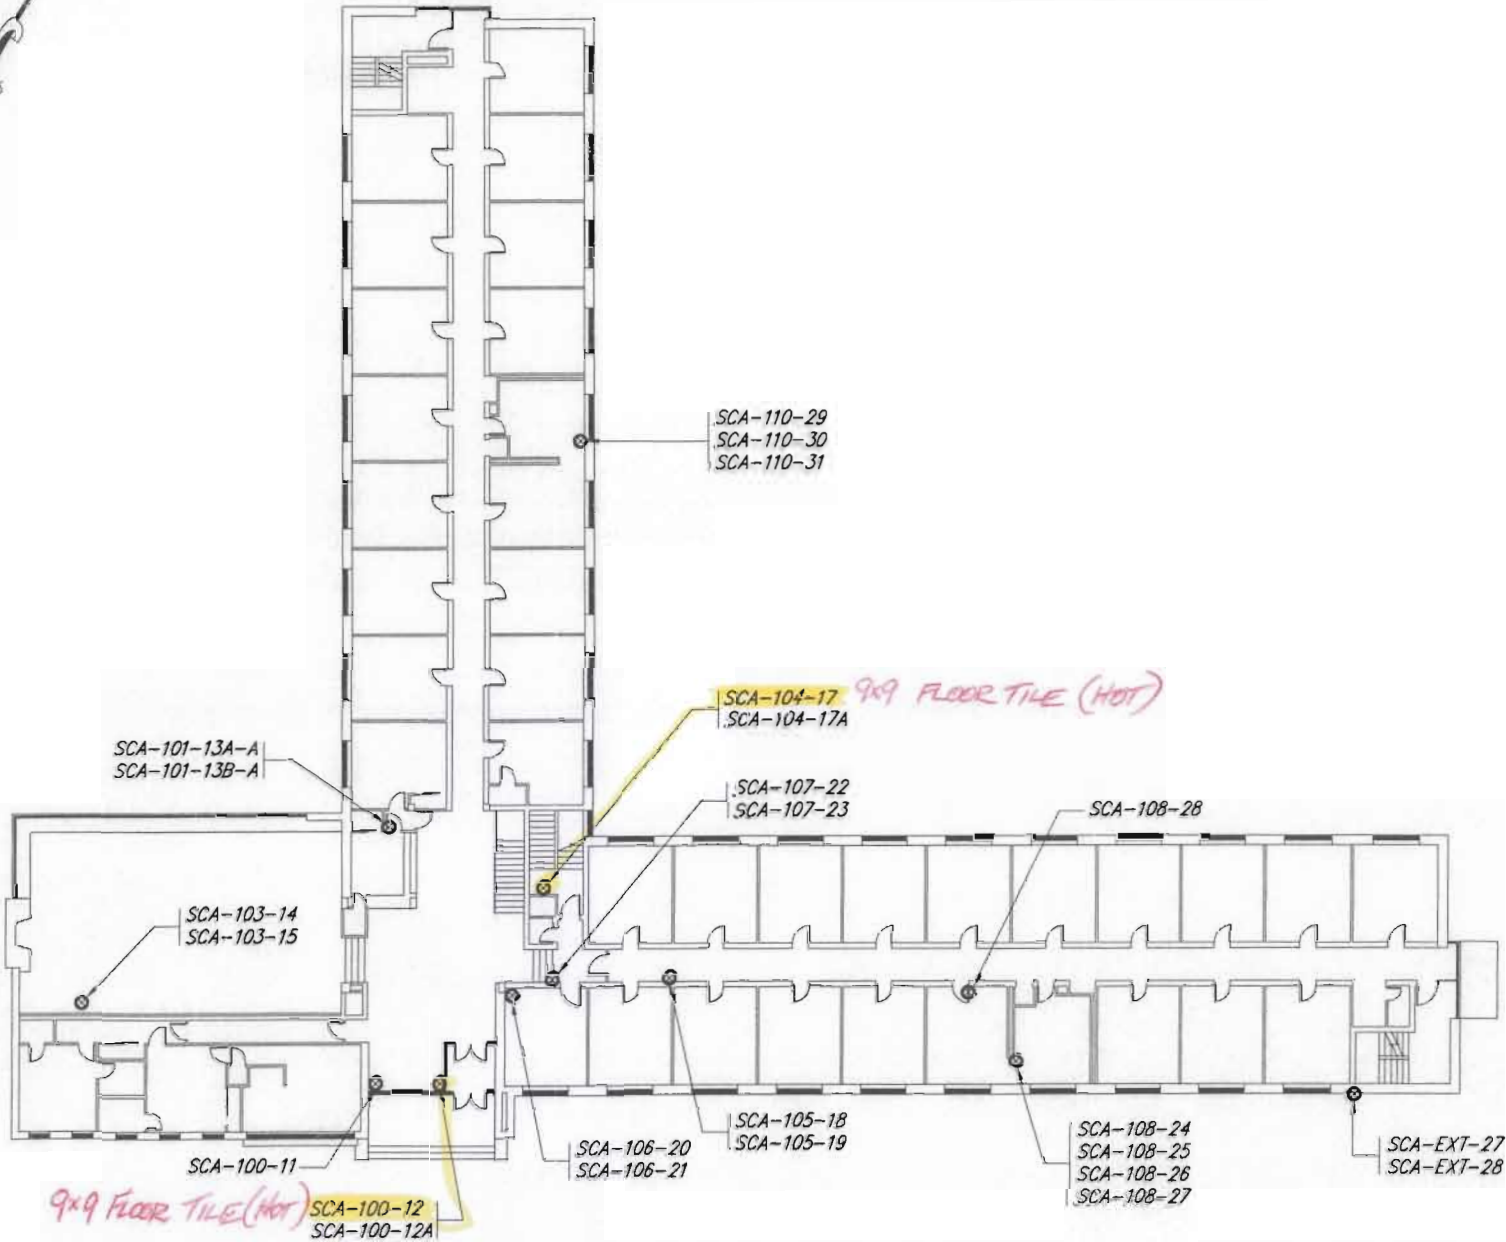 SCA-110-29
SCA-110-30
SCA-110-31
SCA-104-17 9x9 FLOOR TILE (HOT)
SCA-104-17A
SCA-101-13A-A
SCA-101-13B-A
SCA-107-22
SCA-107-23
SCA-108-28
SCA-103-14
SCA-103-15
SCA-105-18
SCA-105-19
SCA-106-20
SCA-106-21
SCA-108-24
SCA-108-25
SCA-108-26
SCA-108-27
SCA-EXT-27
SCA-EXT-28
SCA-100-11
9x9 FLOOR TILE (HOT) SCA-100-12
SCA-100-12A